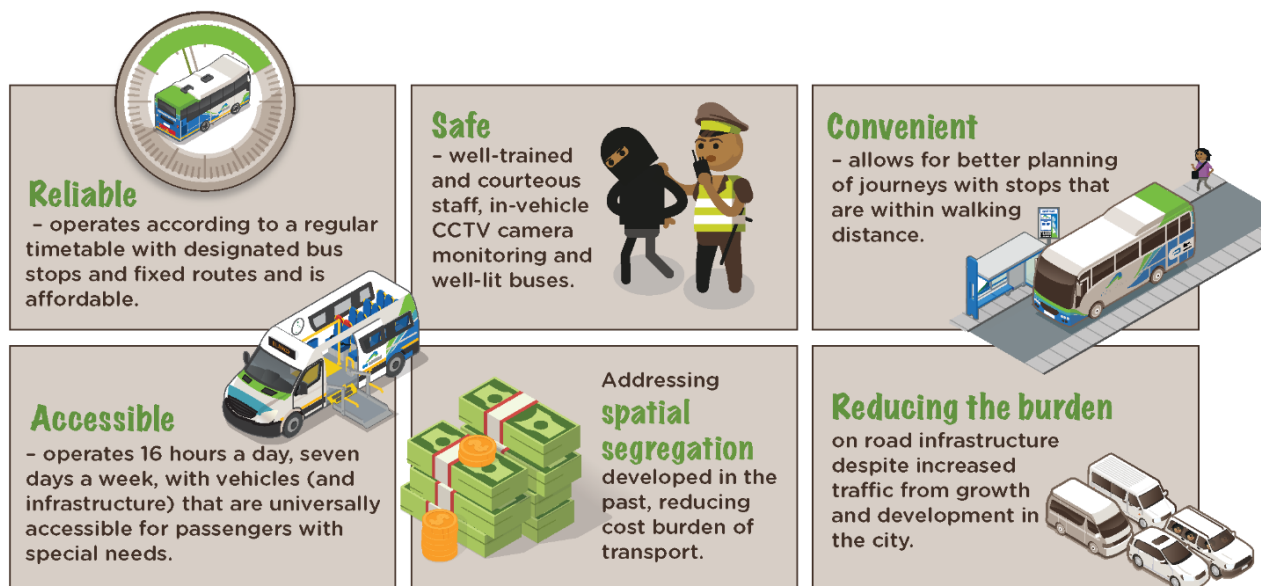 Reliable
– operates according to a regular
timetable with designated bus
stops and fixed routes and is
affordable.
Safe
– well-trained
and courteous
staff, in-vehicle
CCTV camera
monitoring and
well-lit buses.
Convenient
– allows for better planning
of journeys with stops that
are within walking
distance.
Accessible
– operates 16 hours a day, seven
days a week, with vehicles (and
infrastructure) that are universally
accessible for passengers with
special needs.
Addressing
spatial
segregation
developed in the
past, reducing
cost burden of
transport.
Reducing the burden
on road infrastructure
despite increased
traffic from growth
and development in
the city.